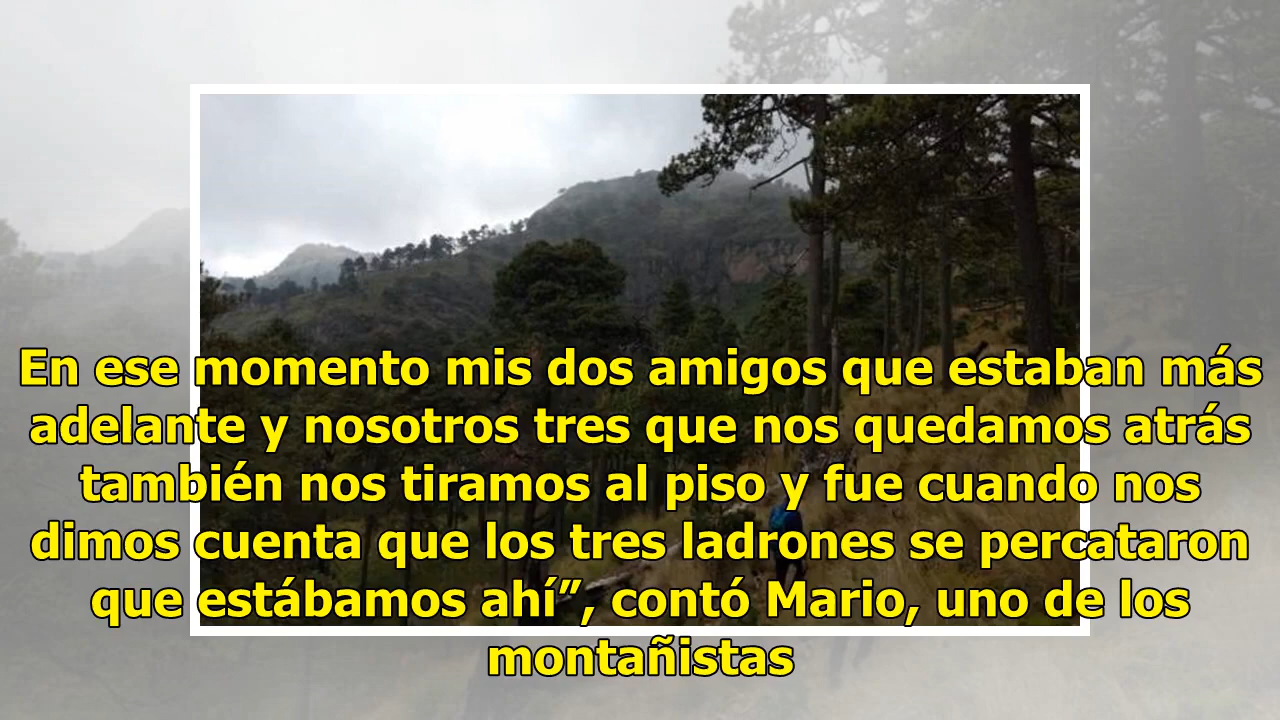 En ese momento mis dos amigos que estaban más
adelante y nosotros tres que nos quedamos atrás
también nos tiramos al piso y fue cuando nos
dimos cuenta que los tres ladrones se percataron
que estábamos ahí”, contó Mario, uno de los
montañistas